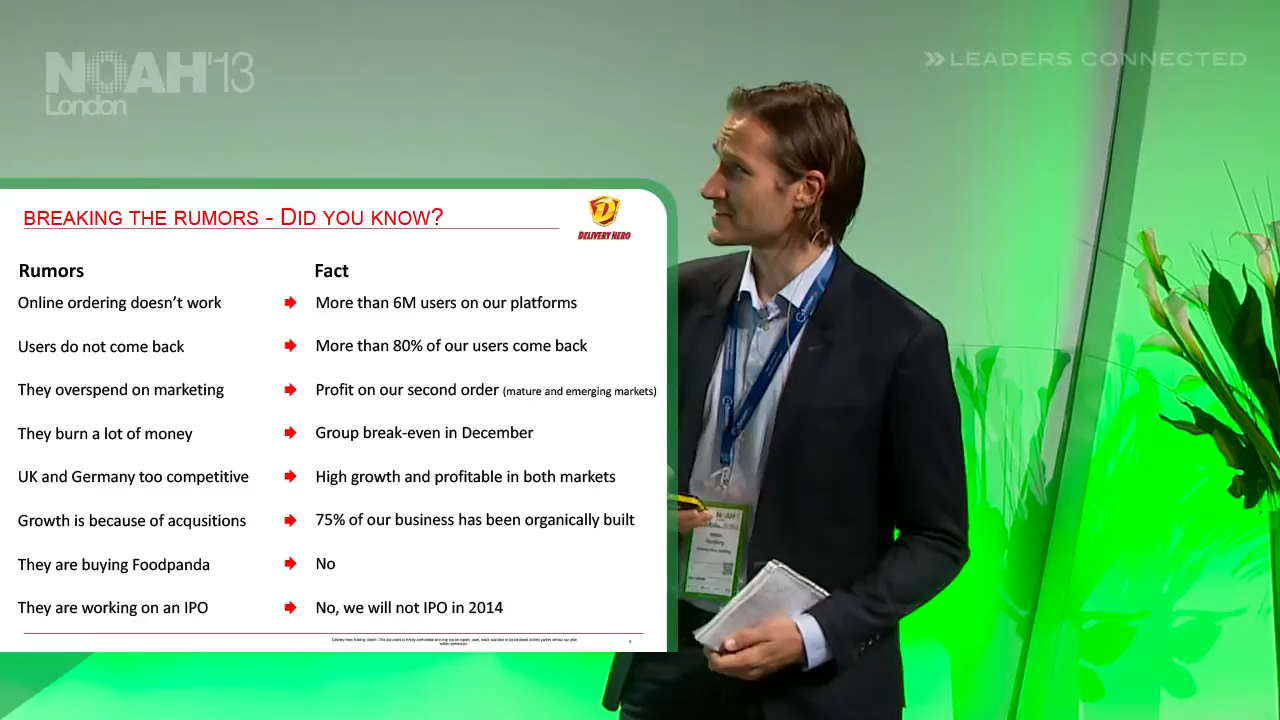 NOAH'13
London
LEADERS CONNECTED
BREAKING THE RUMORS - DID YOU KNOW?
DELIVERY HERO
Rumors Fact
Online ordering doesn't work More than 6M users on our platforms
Users do not come back More than 80% of our users come back
They overspend on marketing Profit on our second order (mature and emerging markets)
They burn a lot of money Group break-even in December
UK and Germany too competitive High growth and profitable in both markets
Growth is because of acqusitions 75% of our business has been organically built
They are buying Foodpanda No
They are working on an IPO No, we will not IPO in 2014
NOAH